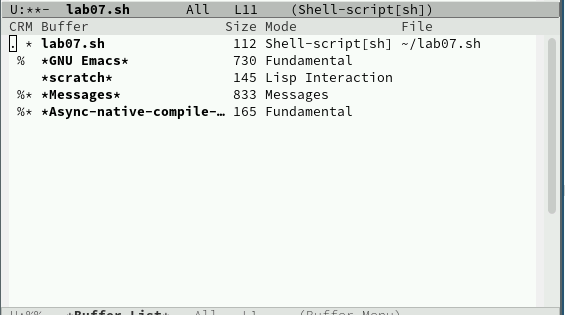 U:**-  lab07.sh       All   L11    (Shell-script[sh])
CRM Buffer                 Size Mode             File
. * lab07.sh                112 Shell-script[sh] ~/lab07.sh
 %  *GNU Emacs*             730 Fundamental
    *scratch*               145 Lisp Interaction
 %* *Messages*              833 Messages
 %* *Async-native-compile-… 165 Fundamental
U:%%-  *Buffer List*   All   L1     (Buffer Menu)